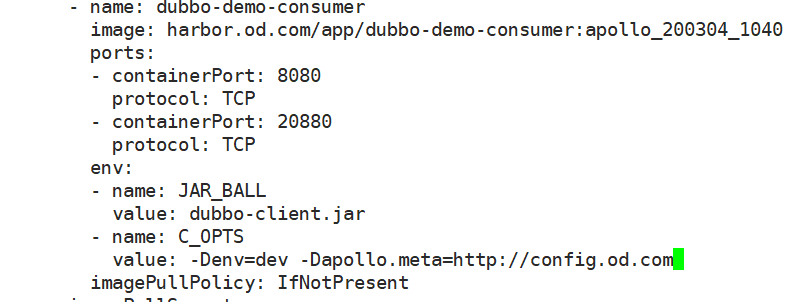 - name: dubbo-demo-consumer
image: harbor.od.com/app/dubbo-demo-consumer:apollo_200304_1040
ports:
- containerPort: 8080
protocol: TCP
- containerPort: 20880
protocol: TCP
env:
- name: JAR_BALL
value: dubbo-client.jar
- name: C_OPTS
value: -Denv=dev -Dapollo.meta=http://config.od.com
imagePullPolicy: IfNotPresent